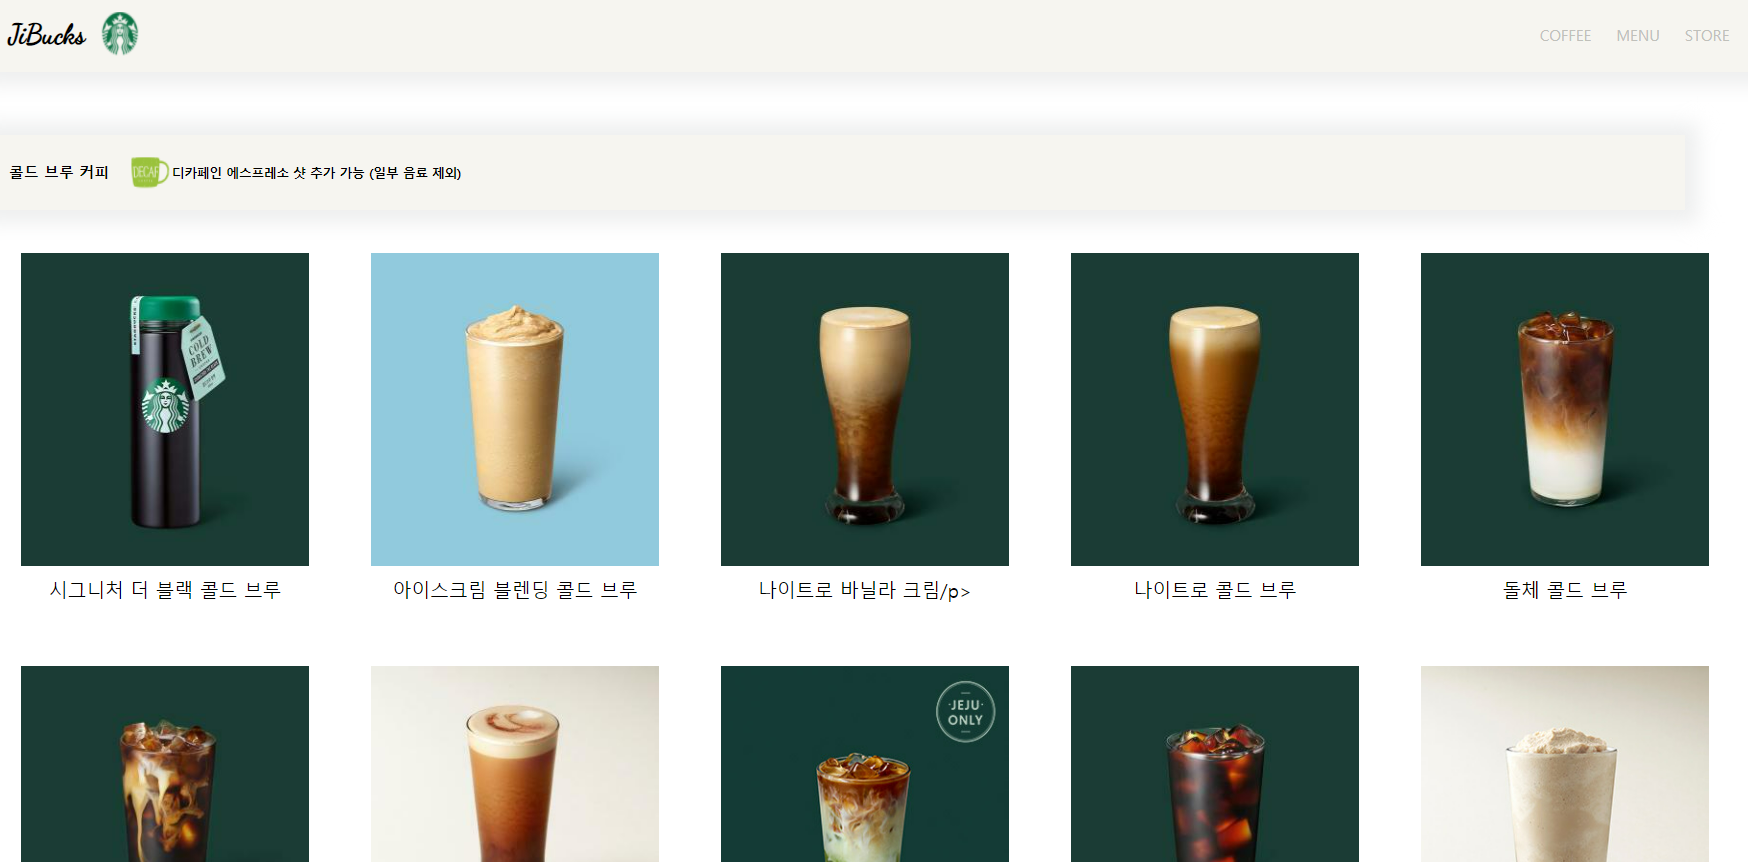 JiBucks
COFFEE MENU STORE
콜드 브루 커피
DECAF
디카페인 에스프레소 샷 추가 가능 (일부 음료 제외)
COLD
BREW
시그니처 더 블랙 콜드 브루
아이스크림 블렌딩 콜드 브루
나이트로 바닐라 크림/p>
나이트로 콜드 브루
돌체 콜드 브루
JEJU
ONLY